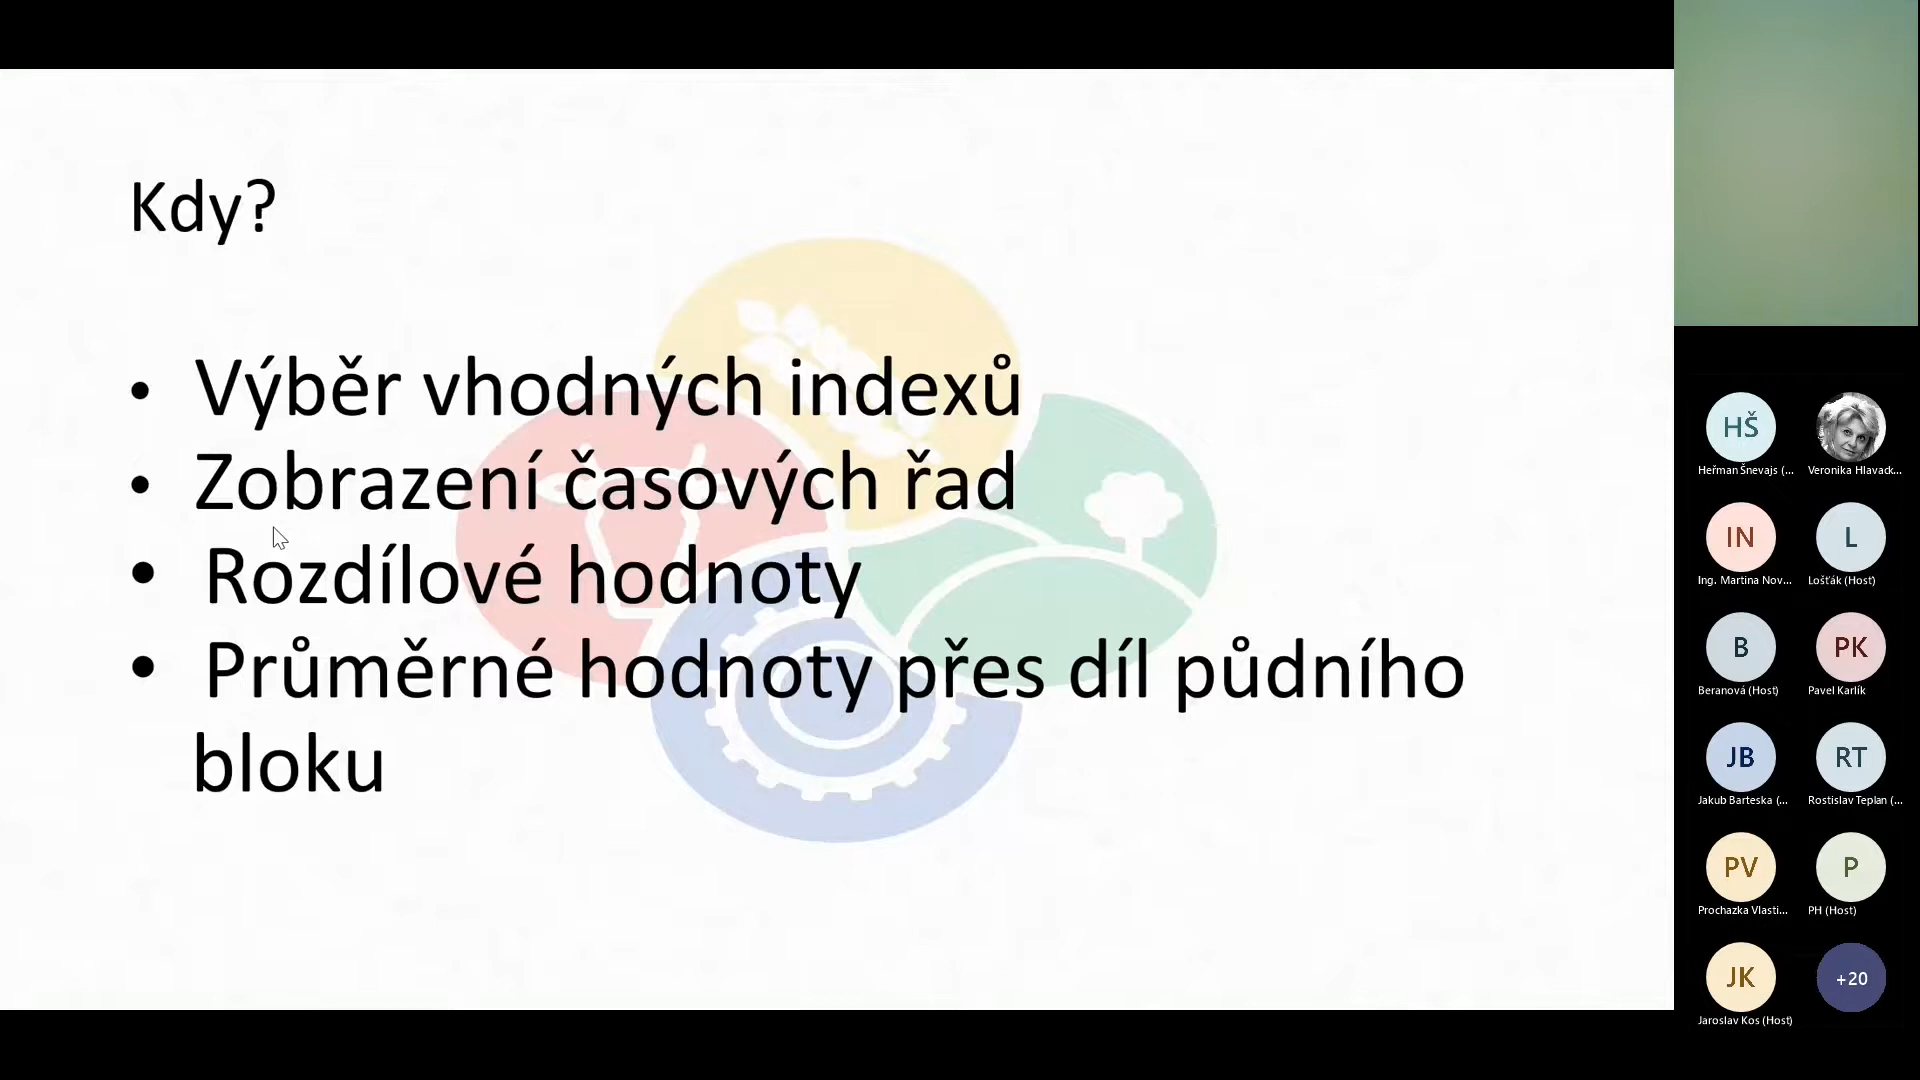 Kdy?
• Výběr vhodných indexů
• Zobrazení časových řad
• Rozdílové hodnoty
• Průměrné hodnoty přes díl půdního
bloku
HŠ
Heřman Šnevajs (...
Veronika Hlavack...
IN
Ing. Martina Nov...
L
Lošťák (Host)
B
Beranová (Host)
PK
Pavel Karlík
JB
Jakub Barteska (...
RT
Rostislav Teplan (...
PV
Prochazka Vlasti...
P
PH (Host)
JK
Jaroslav Kos (Host)
+20